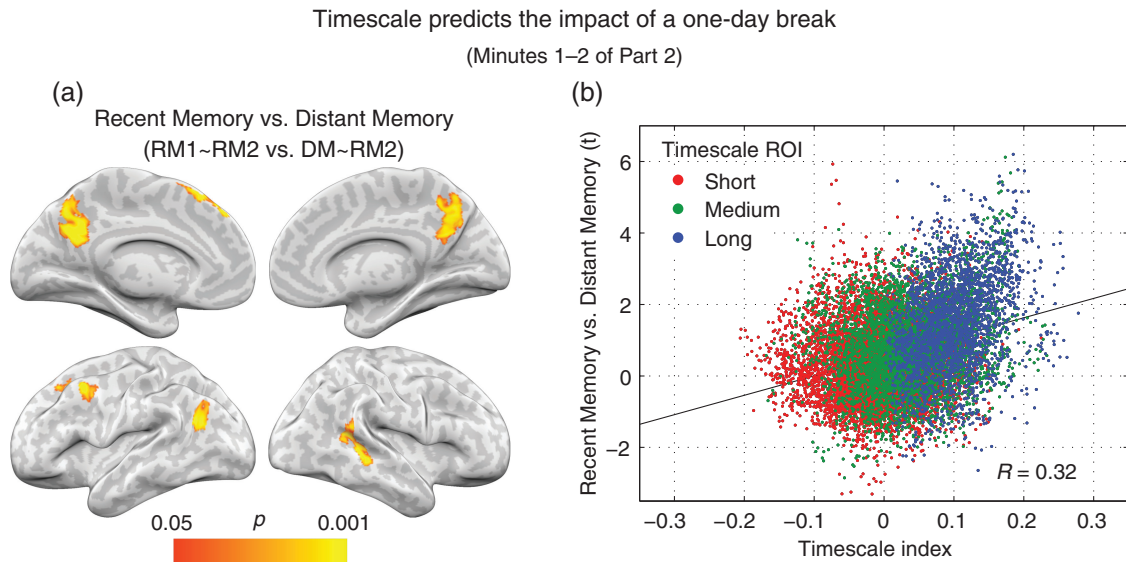 Timescale predicts the impact of a one-day break
(Minutes 1–2 of Part 2)
(a)
Recent Memory vs. Distant Memory
(RM1~RM2 vs. DM~RM2)
0.05 p 0.001
(b)
Recent Memory vs. Distant Memory (t)
6
4
2
0
−2
Timescale ROI
Short
Medium
Long
R = 0.32
−0.3 −0.2 −0.1 0 0.1 0.2 0.3
Timescale index